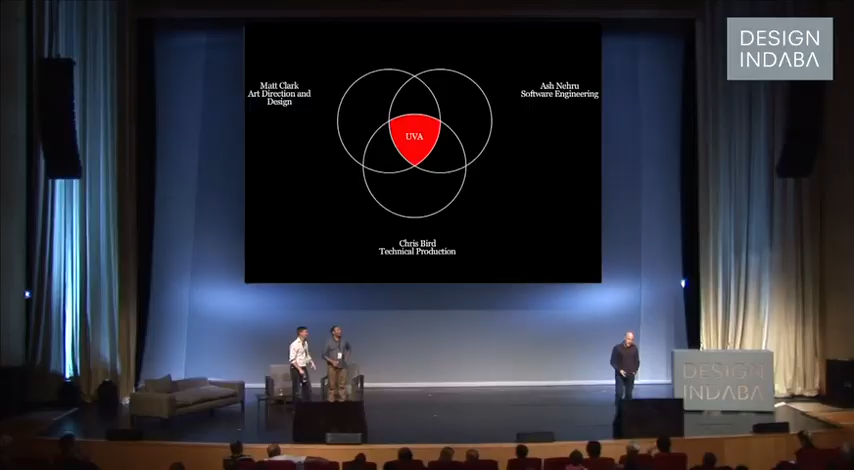 DESIGN
INDABA
Matt Clark
Art Direction and
Design
Ash Nehru
Software Engineering
UVA
Chris Bird
Technical Production
DESIGN
INDABA